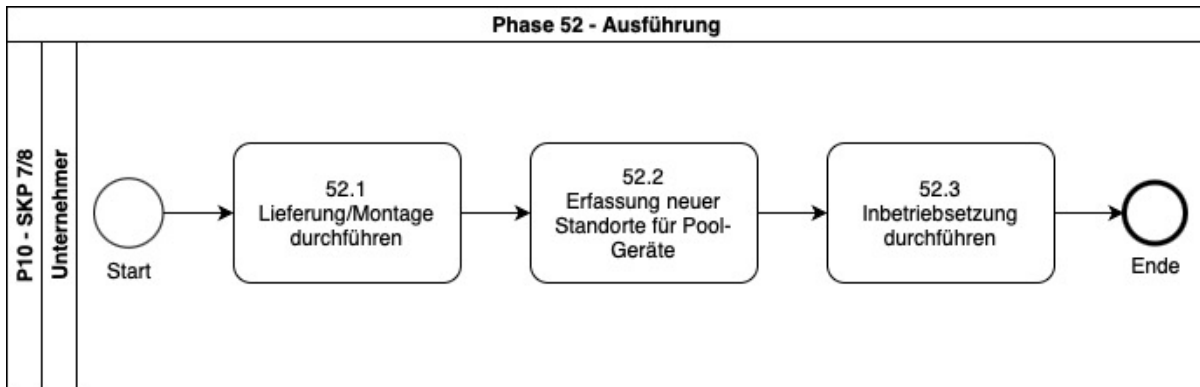 Phase 52 - Ausführung
P10 - SKP 7/8
Unternehmer
Start
52.1
Lieferung/Montage
durchführen
52.2
Erfassung neuer
Standorte für Pool-
Geräte
52.3
Inbetriebsetzung
durchführen
Ende